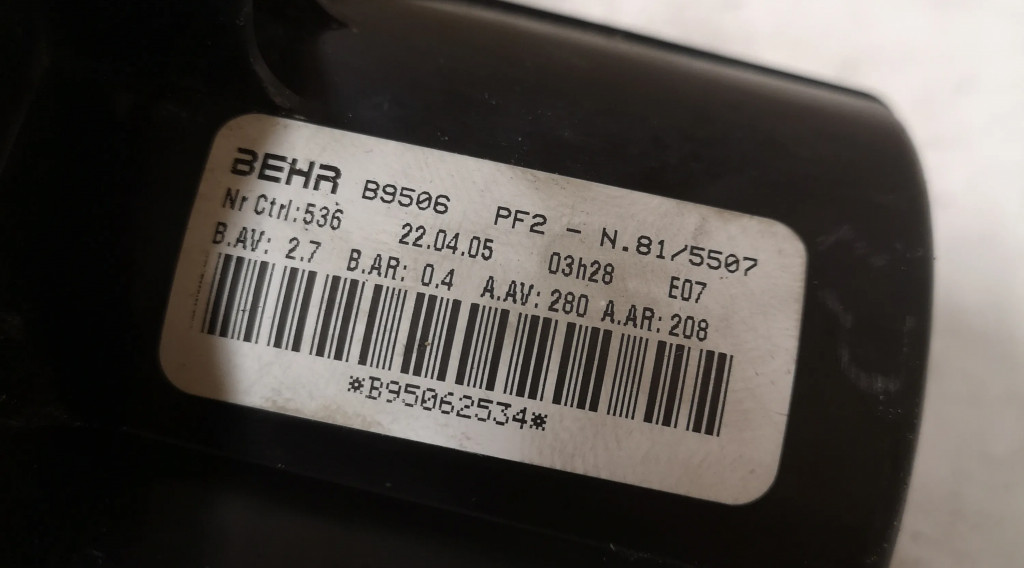 BEHR B9506 PF2 - N.81/5507
Nr Ctrl:536 22.04.05 03h28 E07
B.AV: 2.7 B.AR: 0.4 A.AV: 280 A.AR: 208
*B95062534*